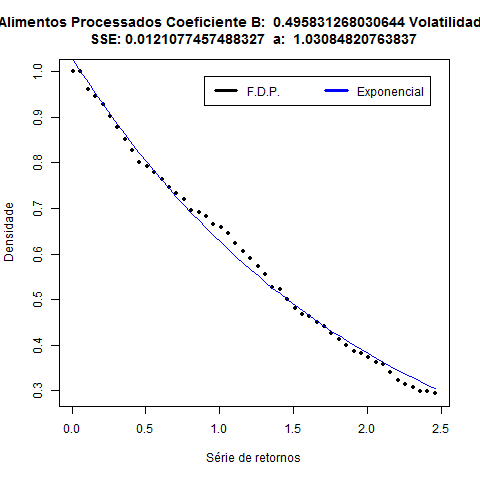 Alimentos Processados Coeficiente B:  0.495831268030644 Volatilidad
SSE: 0.0121077457488327  a:  1.03084820763837
F.D.P.
Exponencial
Densidade
1.0
0.9
0.8
0.7
0.6
0.5
0.4
0.3
0.0
0.5
1.0
1.5
2.0
2.5
Série de retornos